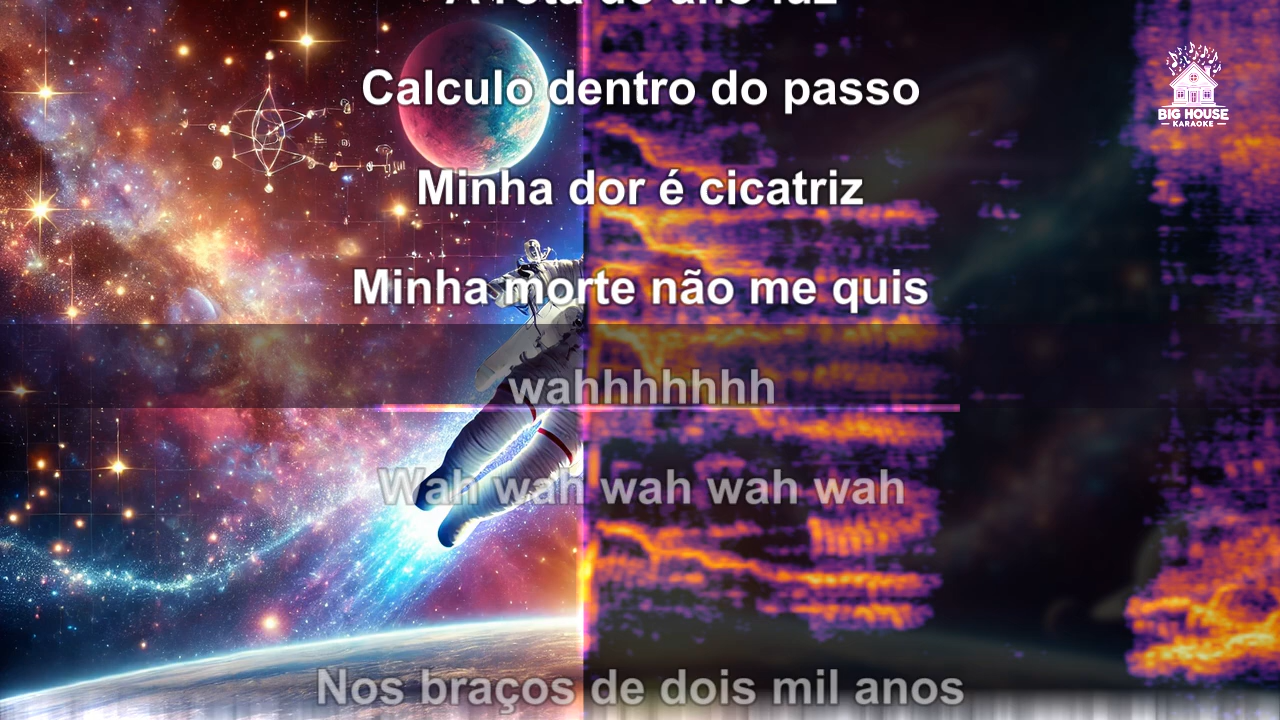 Calculo dentro do passo
Minha dor é cicatriz
Minha morte não me quis
wahhhhhhhh
Wah wah wah wah wah
Nos braços de dois mil anos
BIG HOUSE
KARAOKE